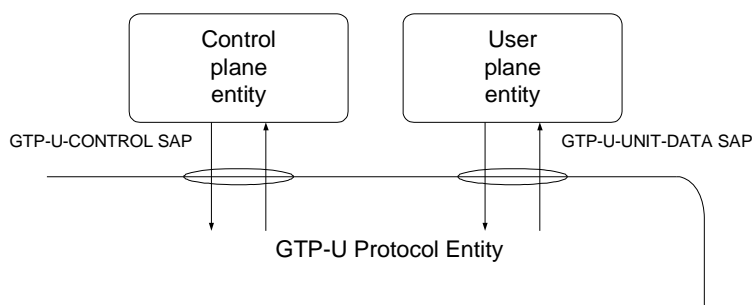 Control
plane
entity
User
plane
entity
GTP-U-CONTROL SAP
GTP-U-UNIT-DATA SAP
GTP-U Protocol Entity